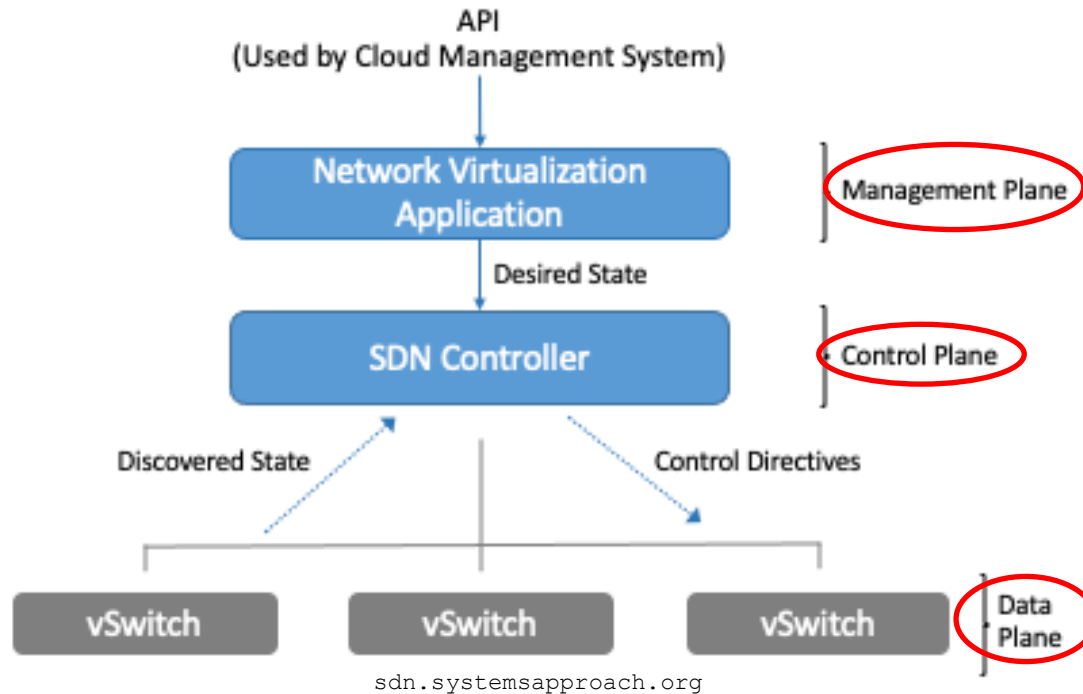 API
(Used by Cloud Management System)
Network Virtualization
Application
Management Plane
Desired State
SDN Controller
Control Plane
Discovered State
Control Directives
vSwitch
vSwitch
vSwitch
Data
Plane
sdn.systemsapproach.org